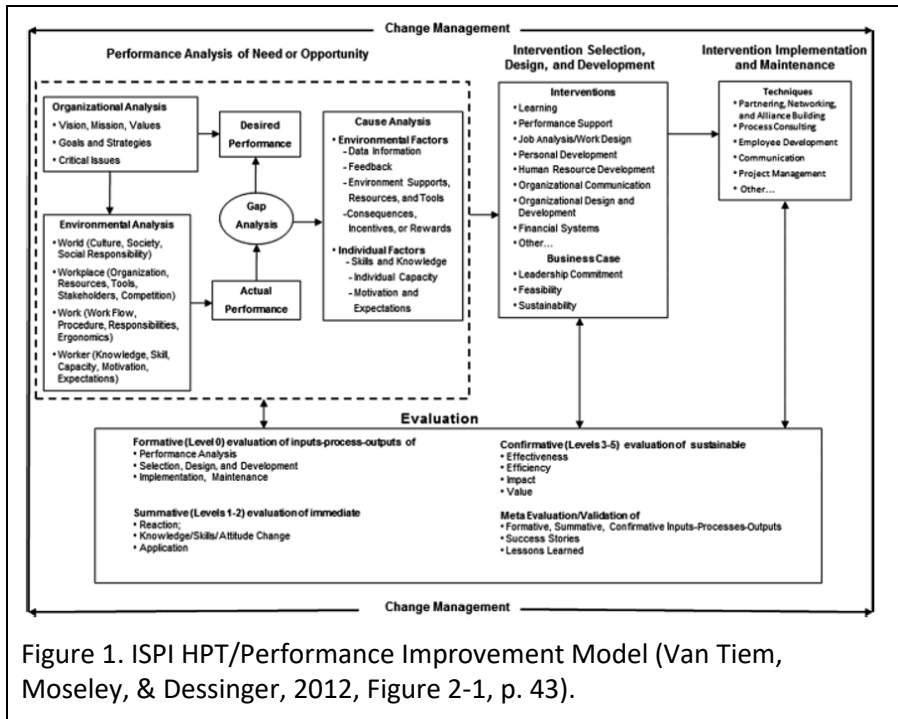 Change Management
Performance Analysis of Need or Opportunity
Organizational Analysis
• Vision, Mission, Values
• Goals and Strategies
• Critical Issues
Environmental Analysis
• World (Culture, Society,
Social Responsibility)
• Workplace (Organization,
Resources, Tools,
Stakeholders, Competition)
• Work (Work Flow,
Procedure, Responsibilities,
Ergonomics)
• Worker (Knowledge, Skill,
Capacity, Motivation,
Expectations)
Desired
Performance
Gap
Analysis
Actual
Performance
Cause Analysis
• Environmental Factors
– Data Information
– Feedback
– Environment Supports,
Resources, and Tools
–Consequences,
Incentives, or Rewards
• Individual Factors
– Skills and Knowledge
– Individual Capacity
– Motivation and
Expectations
Intervention Selection,
Design, and Development
Interventions
• Learning
• Performance Support
• Job Analysis/Work Design
• Personal Development
• Human Resource Development
• Organizational Communication
• Organizational Design and
Development
• Financial Systems
• Other...
Business Case
• Leadership Commitment
• Feasibility
• Sustainability
Intervention Implementation
and Maintenance
Techniques
• Partnering, Networking,
and Alliance Building
• Process Consulting
• Employee Development
• Communication
• Project Management
• Other...
Evaluation
Formative (Level 0) evaluation of inputs-process-outputs of
• Performance Analysis
• Selection, Design, and Development
• Implementation, Maintenance
Summative (Levels 1-2) evaluation of immediate
• Reaction;
• Knowledge/Skills/Attitude Change
• Application
Confirmative (Levels 3-5) evaluation of sustainable
• Effectiveness
• Efficiency
• Impact
• Value
Meta Evaluation/Validation of
• Formative, Summative, Confirmative Inputs-Processes-Outputs
• Success Stories
• Lessons Learned
Change Management
Figure 1. ISPI HPT/Performance Improvement Model (Van Tiem,
Moseley, & Dessinger, 2012, Figure 2-1, p. 43).